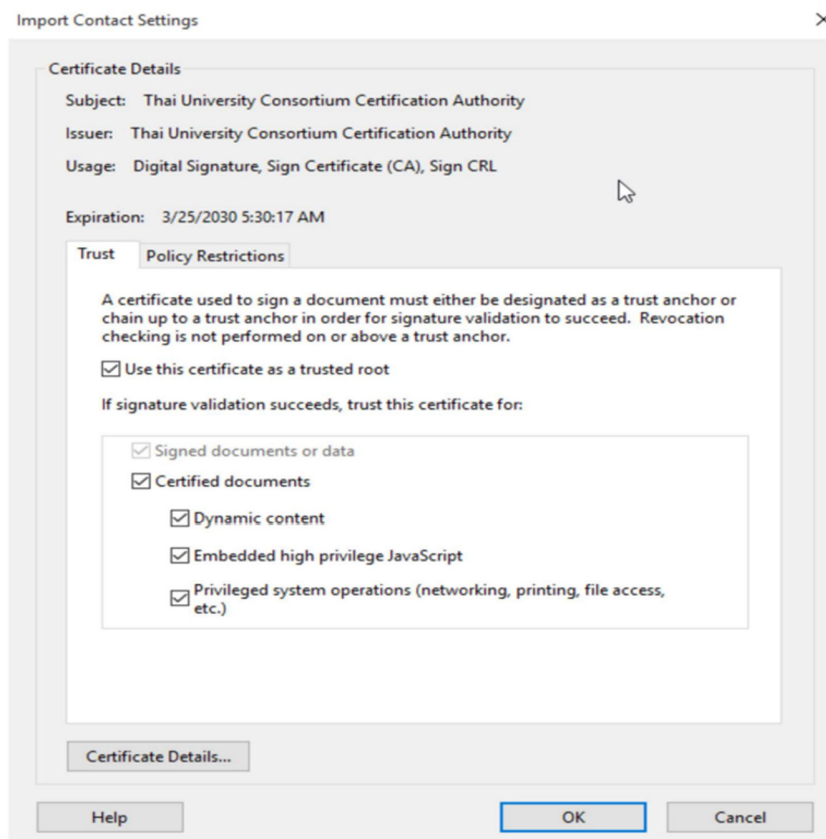 Import Contact Settings
Certificate Details
Subject: Thai University Consortium Certification Authority
Issuer: Thai University Consortium Certification Authority
Usage: Digital Signature, Sign Certificate (CA), Sign CRL
Expiration: 3/25/2030 5:30:17 AM
Trust Policy Restrictions
A certificate used to sign a document must either be designated as a trust anchor or
chain up to a trust anchor in order for signature validation to succeed. Revocation
checking is not performed on or above a trust anchor.
Use this certificate as a trusted root
If signature validation succeeds, trust this certificate for:
Signed documents or data
Certified documents
Dynamic content
Embedded high privilege JavaScript
Privileged system operations (networking, printing, file access,
etc.)
Certificate Details...
Help OK Cancel